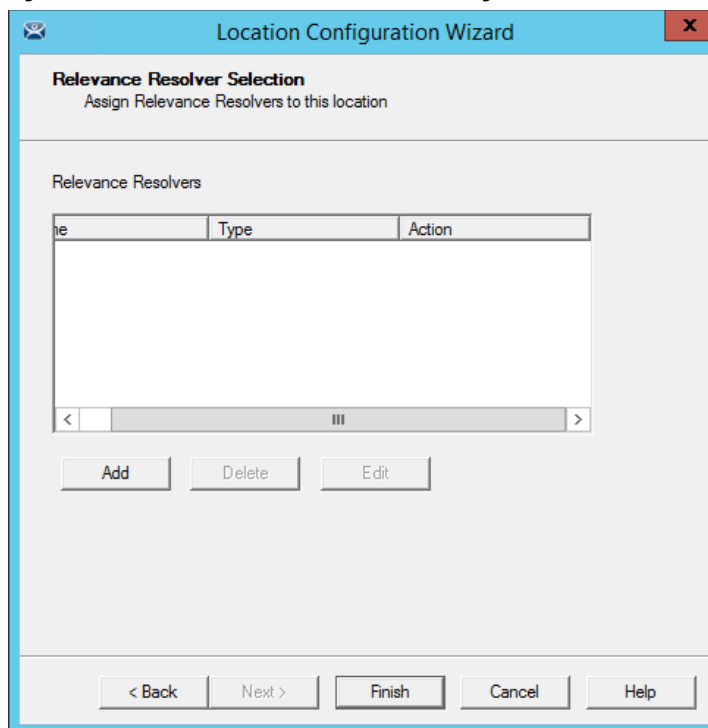 Location Configuration Wizard
X
Relevance Resolver Selection
Assign Relevance Resolvers to this location
Relevance Resolvers
ne Type Action
Add Delete Edit
< Back Next > Finish Cancel Help